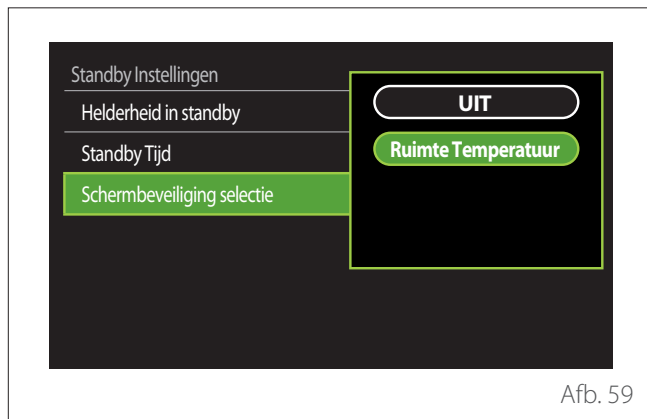 Standby Instellingen
Helderheid in standby
Standby Tijd
Schermbeveiliging selectie
UIT
Ruimte Temperatuur
Afb. 59